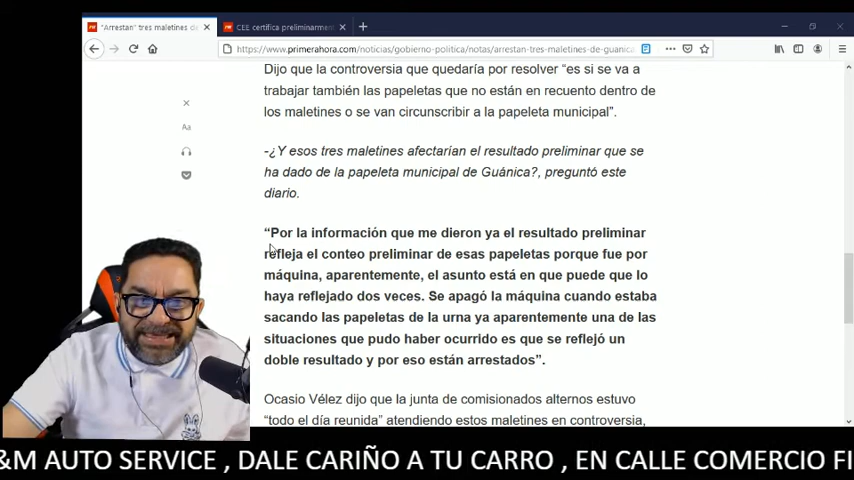 "Arrestan" tres maletines de
CEE certifica preliminarmen
https://www.primerahora.com/noticias/gobierno-politica/notas/arrestan-tres-maletines-de-guanica
Aa
Dijo que la controversia que quedaría por resolver “es si se va a
trabajar también las papeletas que no están en recuento dentro de
los maletines o se van circunscribir a la papeleta municipal”.
-¿Y esos tres maletines afectarían el resultado preliminar que se
ha dado de la papeleta municipal de Guánica?, preguntó este
diario.
“Por la información que me dieron ya el resultado preliminar
refleja el conteo preliminar de esas papeletas porque fue por
máquina, aparentemente, el asunto está en que puede que lo
haya reflejado dos veces. Se apagó la máquina cuando estaba
sacando las papeletas de la urna ya aparentemente una de las
situaciones que pudo haber ocurrido es que se reflejó un
doble resultado y por eso están arrestados”.
Ocasio Vélez dijo que la junta de comisionados alternos estuvo
“todo el día reunida” atendiendo estos maletines en controversia,
&M AUTO SERVICE , DALE CARIÑO A TU CARRO , EN CALLE COMERCIO FI